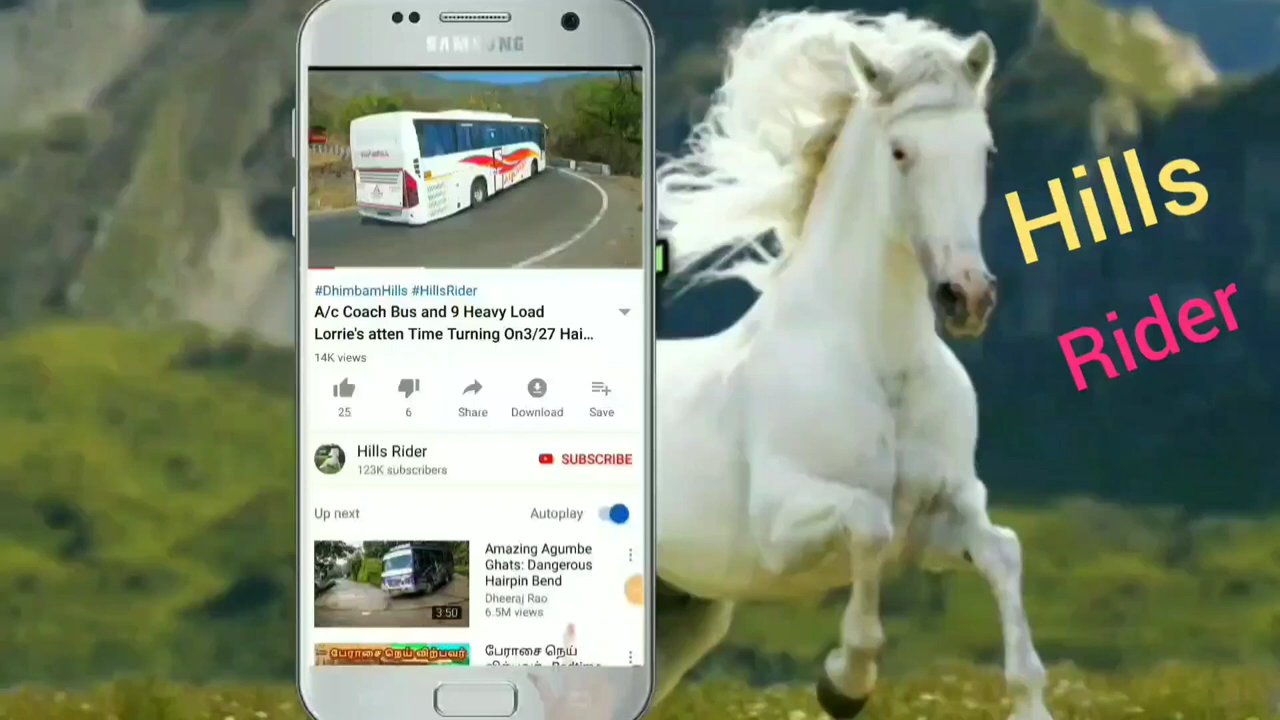 SAMSUNG
#DhimbamHills #HillsRider
A/c Coach Bus and 9 Heavy Load
Lorrie's atten Time Turning On3/27 Hai...
14K views
25
6
Share
Download
Save
Hills Rider
123K subscribers
SUBSCRIBE
Up next
Autoplay
Amazing Agumbe
Ghats: Dangerous
Hairpin Bend
Dheeraj Rao
6.5M views
3:50
பேராசை நெய் விற்பவர்
பேராசை நெய்
Hills
Rider